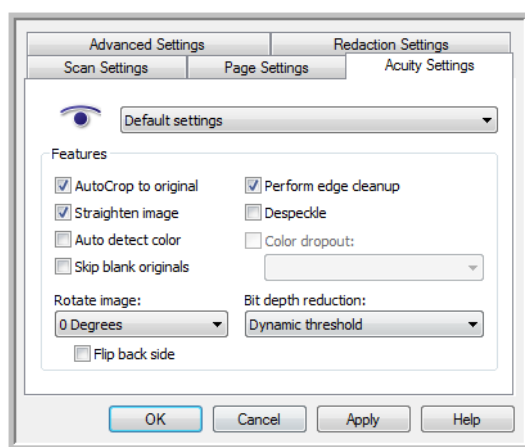 Advanced Settings
Redaction Settings
Scan Settings
Page Settings
Acuity Settings
Default settings
Features
AutoCrop to original
Perform edge cleanup
Straighten image
Despeckle
Auto detect color
Color dropout:
Skip blank originals
Rotate image:
Bit depth reduction:
0 Degrees
Dynamic threshold
Flip back side
OK
Cancel
Apply
Help